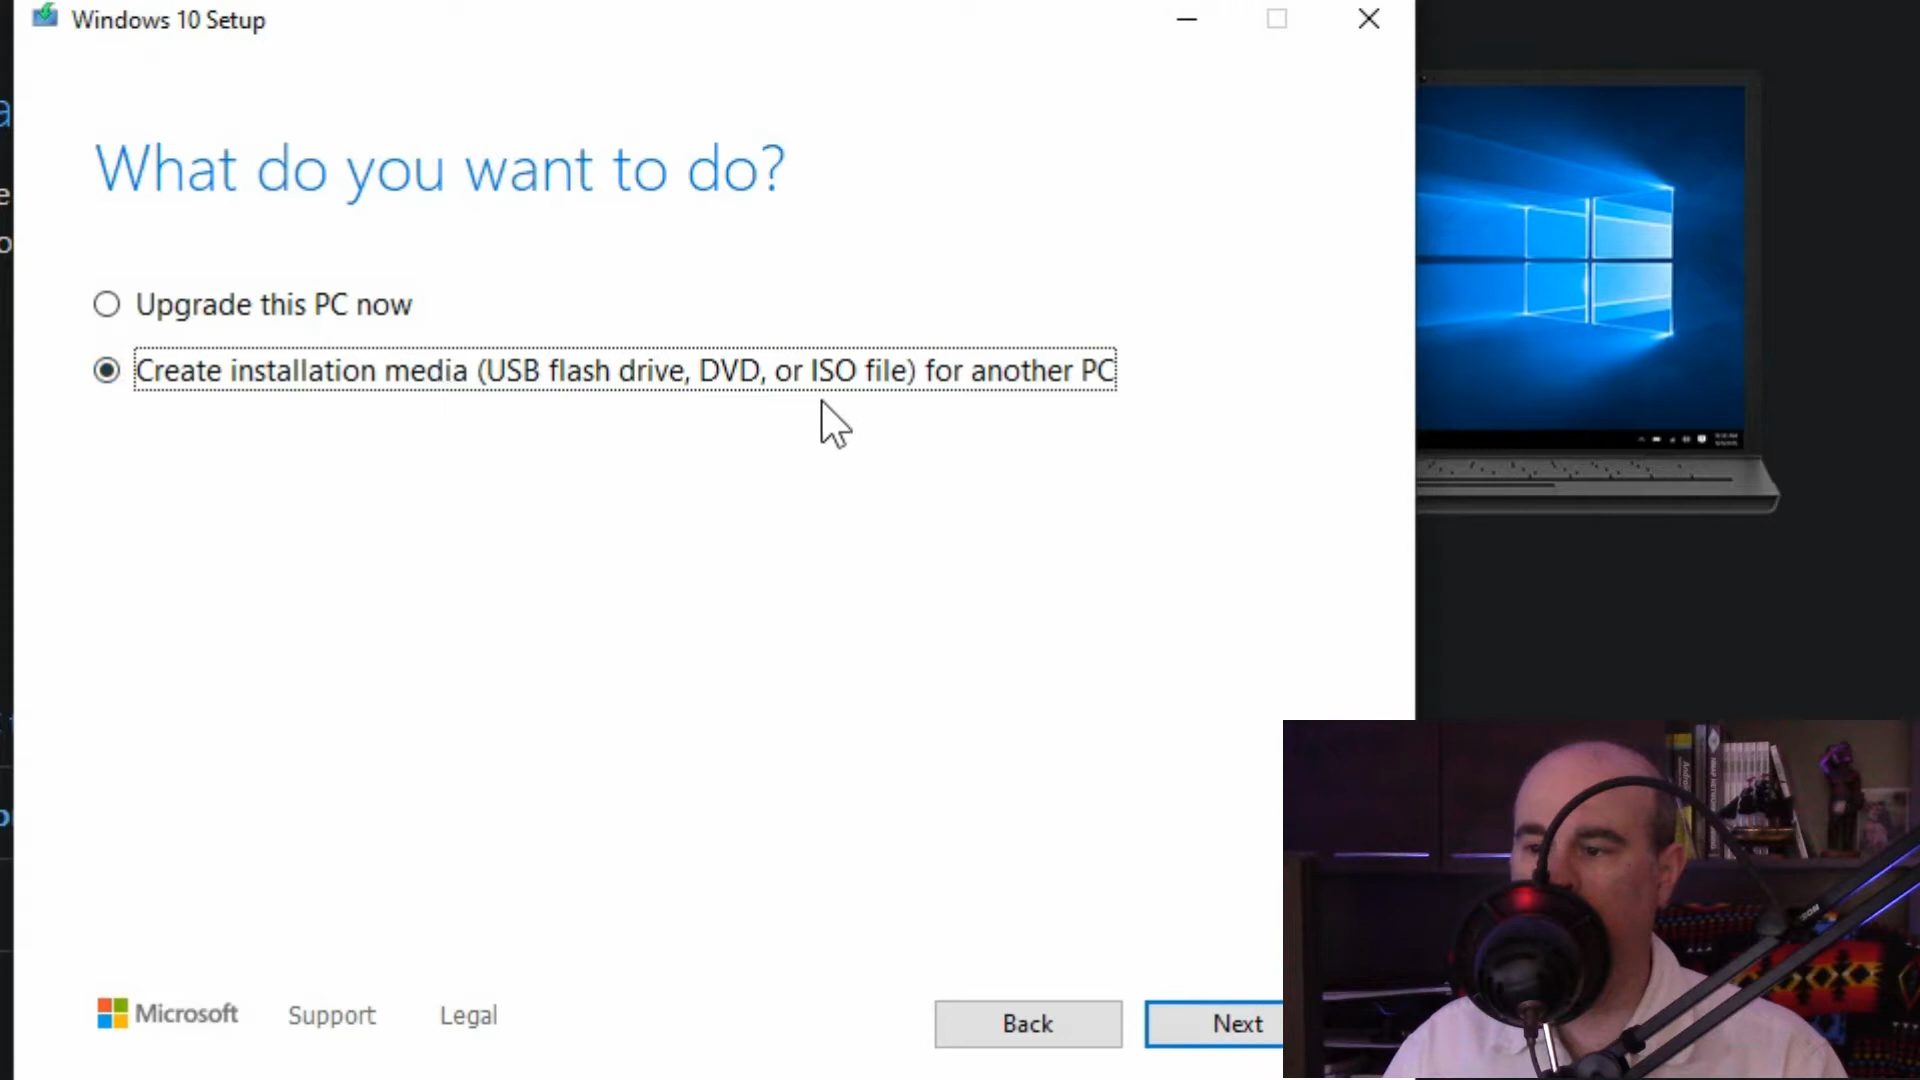 Windows 10 Setup
What do you want to do?
Upgrade this PC now
Create installation media (USB flash drive, DVD, or ISO file) for another PC
Microsoft
Support
Legal
Back
Next